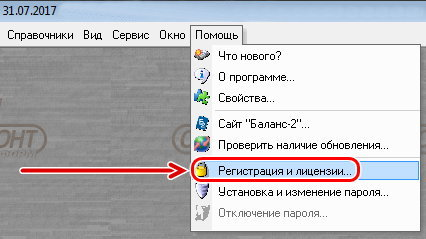 31.07.2017
Справочники Вид Сервис Окно Помощь
Что нового?
О программе...
Свойства...
Сайт "Баланс-2"...
Проверить наличие обновления...
Регистрация и лицензии...
Установка и изменение пароля...
Отключение пароля...